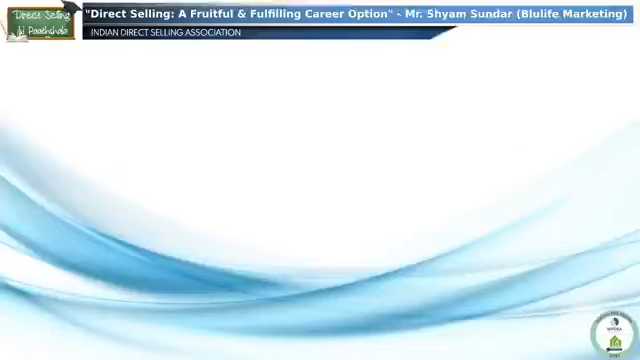 Direct Selling
ki Paathshala
"Direct Selling: A Fruitful & Fulfilling Career Option" - Mr. Shyam Sundar (Blulife Marketing)
INDIAN DIRECT SELLING ASSOCIATION
WFDSA